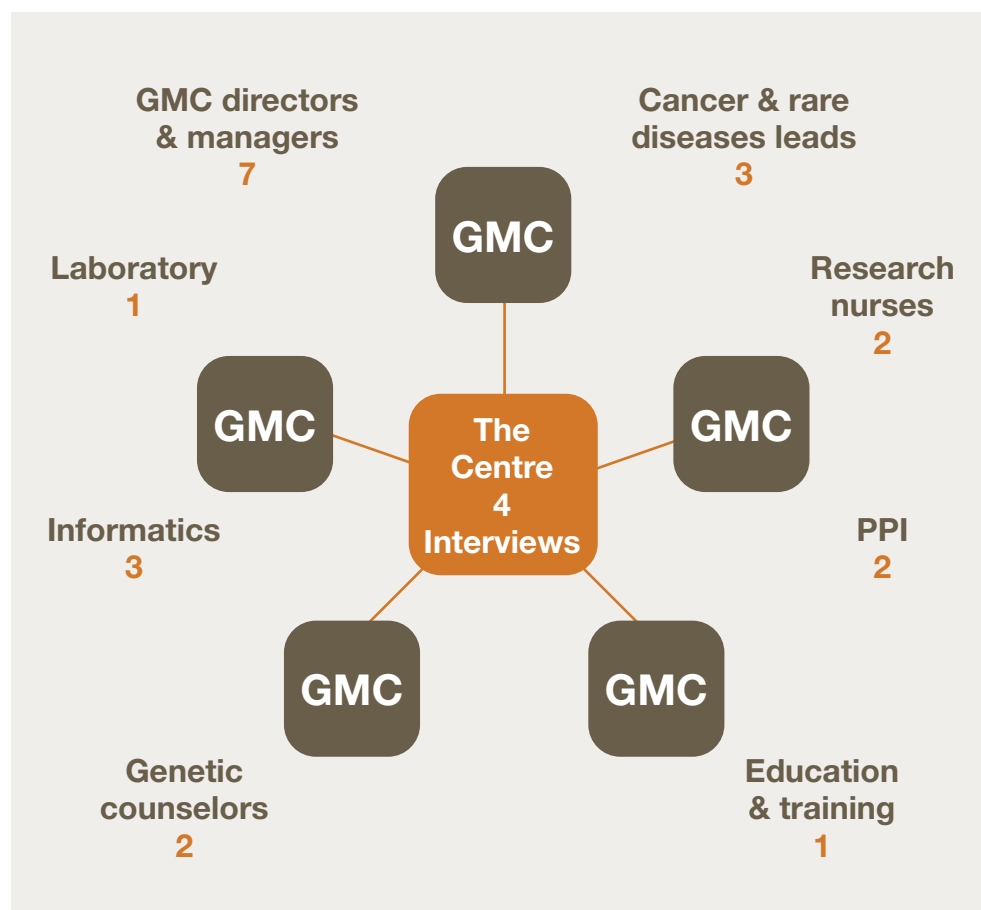 GMC directors
& managers
7
Cancer & rare
diseases leads
3
GMC
Laboratory
1
Research
nurses
2
GMC
The
Centre
4
Interviews
GMC
Informatics
3
PPI
2
GMC
GMC
Genetic
counselors
2
Education
& training
1